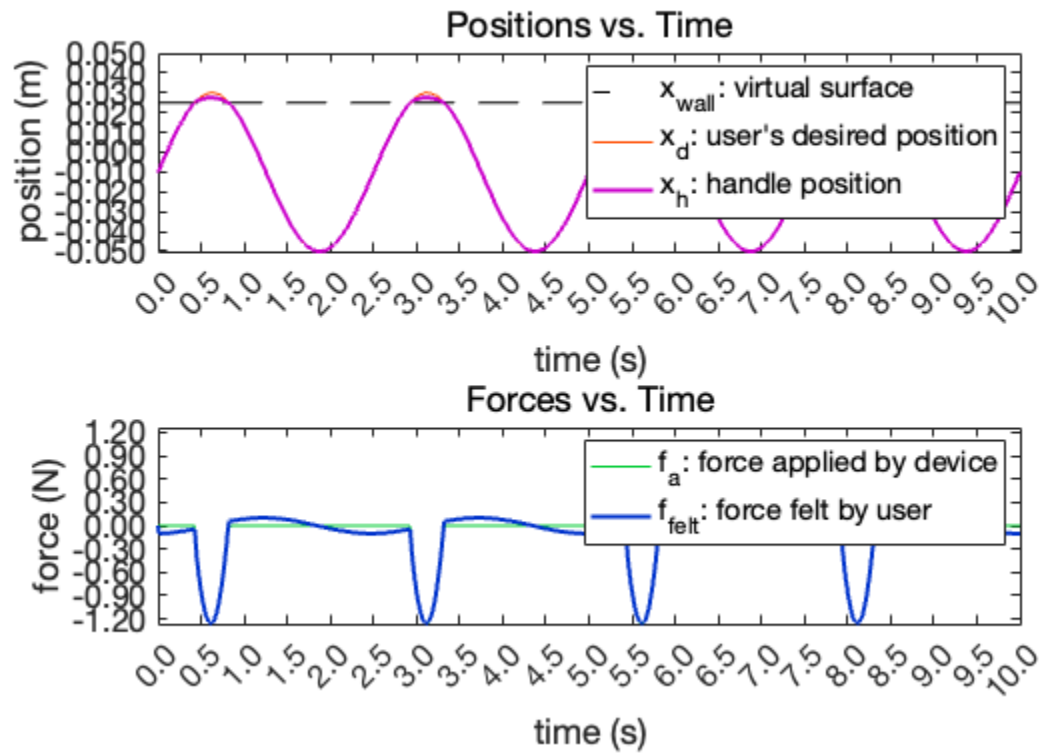 Positions vs. Time
position (m)
0.050
0.040
0.030
0.020
0.010
0.000
-0.010
-0.020
-0.030
-0.040
-0.050
x_wall: virtual surface
x_d: user's desired position
x_h: handle position
0.0 0.5 1.0 1.5 2.0 2.5 3.0 3.5 4.0 4.5 5.0 5.5 6.0 6.5 7.0 7.5 8.0 8.5 9.0 9.5 10.0
time (s)
Forces vs. Time
force (N)
1.20
0.90
0.60
0.30
0.00
-0.30
-0.60
-0.90
-1.20
f_a: force applied by device
f_felt: force felt by user
0.0 0.5 1.0 1.5 2.0 2.5 3.0 3.5 4.0 4.5 5.0 5.5 6.0 6.5 7.0 7.5 8.0 8.5 9.0 9.5 10.0
time (s)